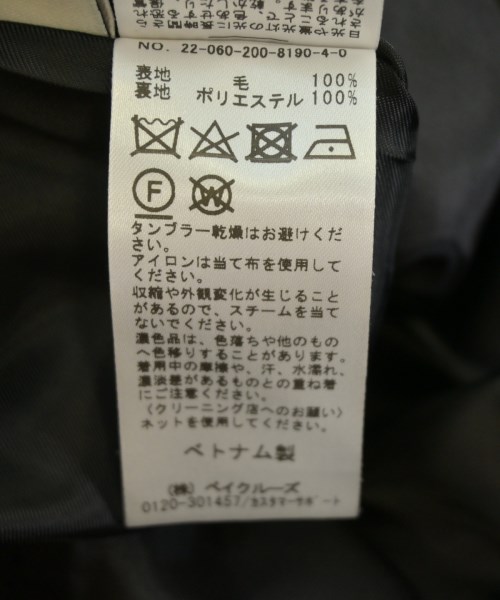 NO. 22-060-200-8190-4-0
表地 毛 100%
裏地 ポリエステル 100%
F
W
タンブラー乾燥はお避けくだ
さい。
アイロンは当て布を使用して
ください。
収縮や外観変化が生じること
があるので、スチームを当て
ないでください。
濃色品は、色落ちや他のもの
へ色移りすることがあります。
着用中の摩擦や、汗、水濡れ、
濃淡差があるものとの重ね着
にご注意ください。
〈クリーニング店へのお願い〉
ネットを使用してください。
ベトナム製
(株) ベイクルーズ
0120-301457/カスタマーサポート